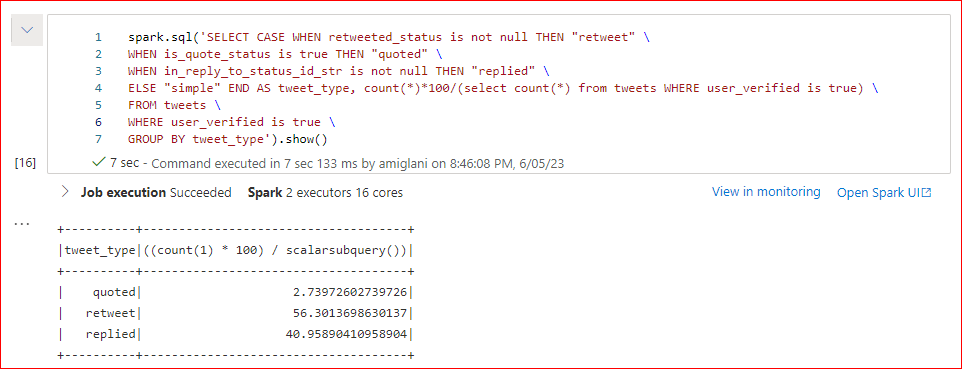 1 spark.sql('SELECT CASE WHEN retweeted_status is not null THEN "retweet" \
2 WHEN is_quote_status is true THEN "quoted" \
3 WHEN in_reply_to_status_id_str is not null THEN "replied" \
4 ELSE "simple" END AS tweet_type, count(*)*100/(select count(*) from tweets WHERE user_verified is true) \
5 FROM tweets \
6 WHERE user_verified is true \
7 GROUP BY tweet_type').show()
[16] 7 sec - Command executed in 7 sec 133 ms by amiglani on 8:46:08 PM, 6/05/23
Job execution Succeeded Spark 2 executors 16 cores View in monitoring Open Spark UI
...
+----------+-----------------------------------+
|tweet_type|((count(1) * 100) / scalarsubquery())|
+----------+-----------------------------------+
| quoted| 2.73972602739726|
| retweet| 56.3013698630137|
| replied| 40.95890410958904|
+----------+-----------------------------------+